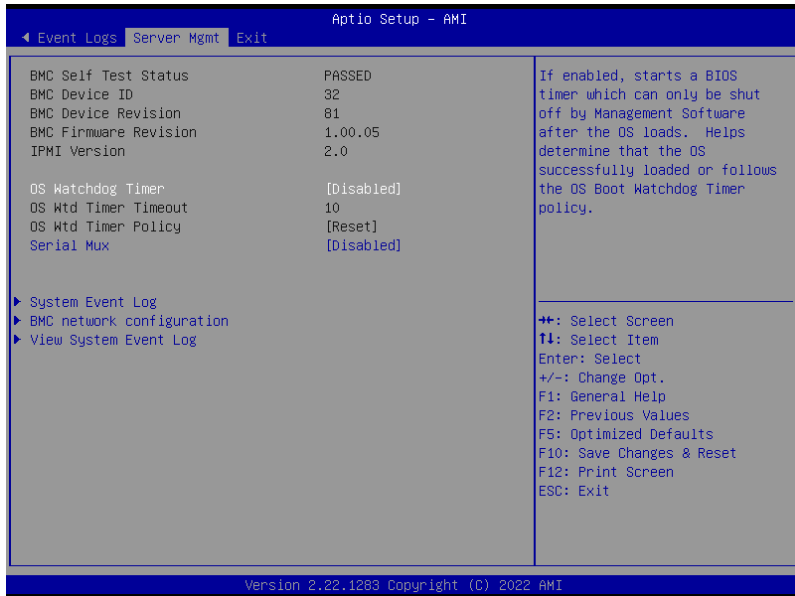 Aptio Setup – AMI
Event Logs Server Mgmt Exit
BMC Self Test Status PASSED
BMC Device ID 32
BMC Device Revision 81
BMC Firmware Revision 1.00.05
IPMI Version 2.0
OS Watchdog Timer [Disabled]
OS Wtd Timer Timeout 10
OS Wtd Timer Policy [Reset]
Serial Mux [Disabled]
System Event Log
BMC network configuration
View System Event Log
If enabled, starts a BIOS
timer which can only be shut
off by Management Software
after the OS loads. Helps
determine that the OS
successfully loaded or follows
the OS Boot Watchdog Timer
policy.
→←: Select Screen
↑↓: Select Item
Enter: Select
+/-: Change Opt.
F1: General Help
F2: Previous Values
F5: Optimized Defaults
F10: Save Changes & Reset
F12: Print Screen
ESC: Exit
Version 2.22.1283 Copyright (C) 2022 AMI